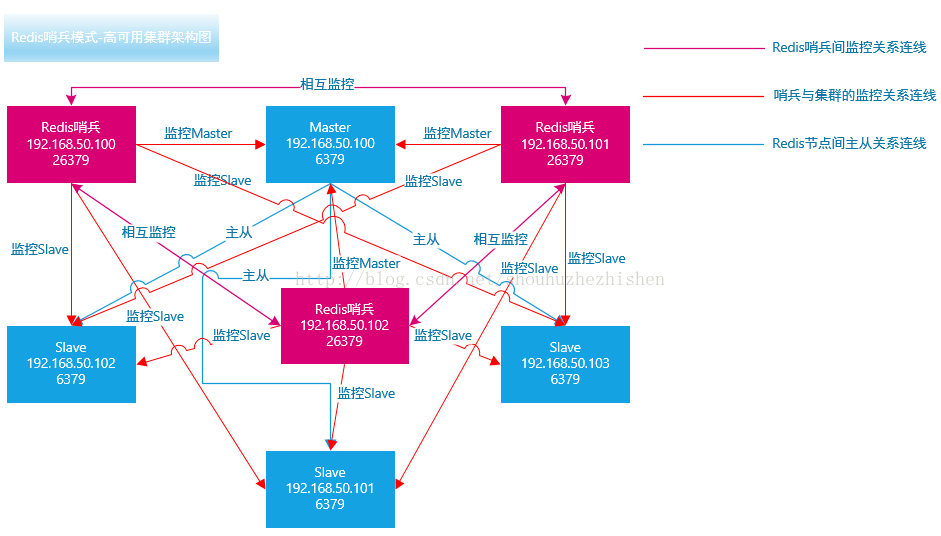 Redis哨兵模式-高可用集群架构图
Redis哨兵间监控关系连线
相互监控
哨兵与集群的监控关系连线
Redis哨兵
192.168.50.100
26379
监控Master
Master
192.168.50.100
6379
监控Master
Redis哨兵
192.168.50.101
26379
Redis节点间主从关系连线
监控Slave
监控Slave
监控Slave
相互监控
主从
主从
相互监控
监控Slave
主从
监控Master
监控Slave
http://blog.csdn.net/shouhuzhezhishen
监控Slave
Redis哨兵
192.168.50.102
26379
监控Slave
监控Slave
Slave
192.168.50.102
6379
Slave
192.168.50.103
6379
监控Slave
Slave
192.168.50.101
6379